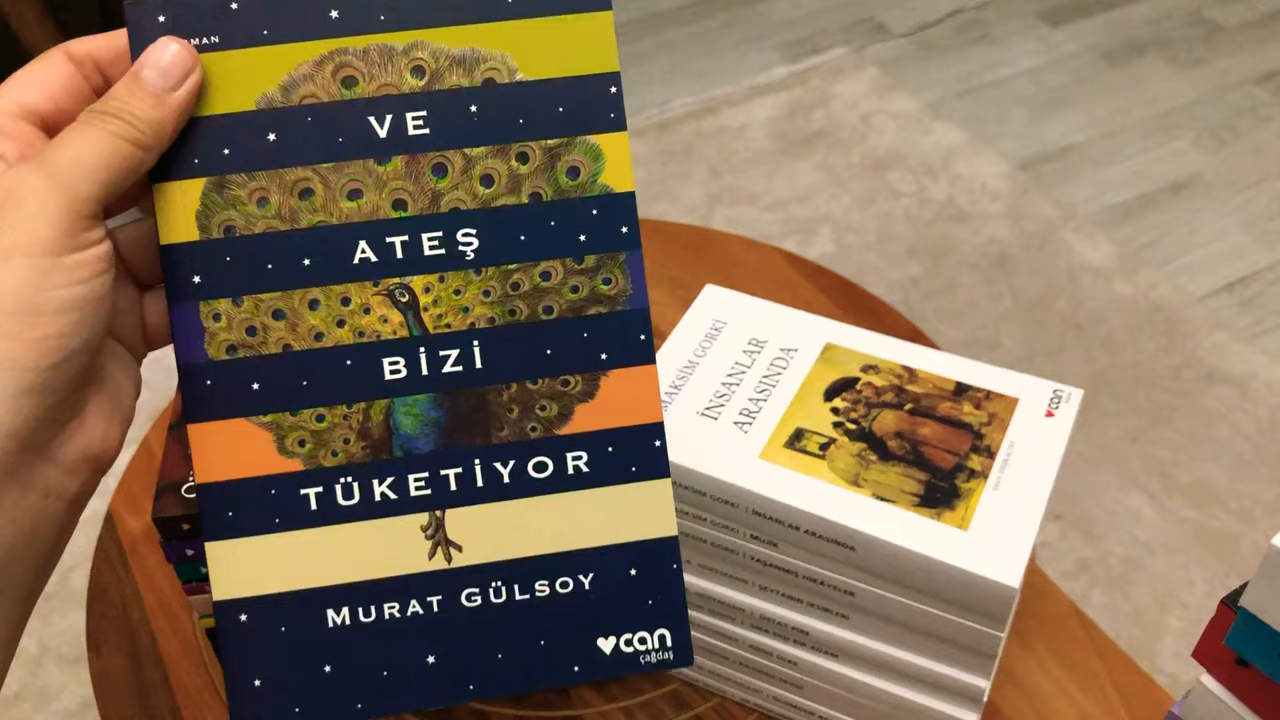 VE
ATEŞ
BİZİ
TÜKETİYOR
MURAT GÜLSOY
can
çağdaş
MAKSİM GORKİ
İNSANLAR
ARASINDA
can
MAKSİM GORKİ | İNSANLAR ARASINDA
MAKSİM GORKİ | MUJİK
MAKSİM GORKİ | YAŞANMIŞ HİKÂYELER
HOFFMANN | ŞEYTANIN İKSİRLERİ